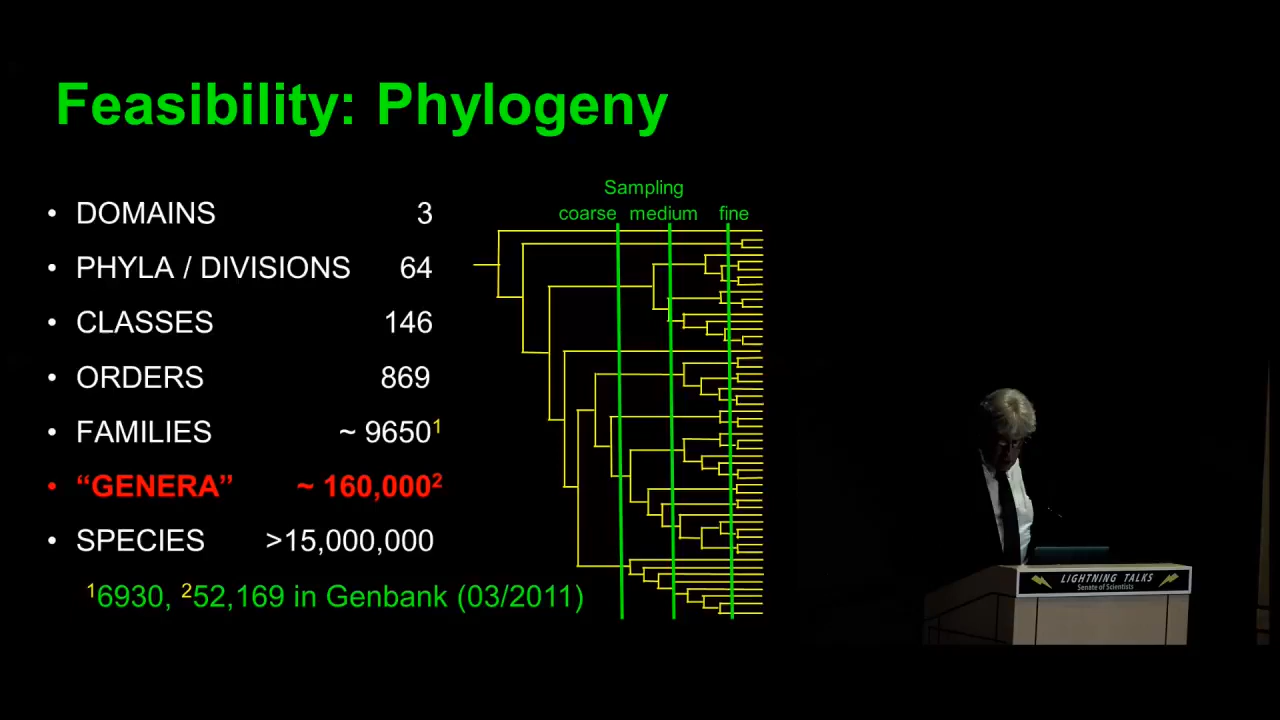 Feasibility: Phylogeny
• DOMAINS 3
• PHYLA / DIVISIONS 64
• CLASSES 146
• ORDERS 869
• FAMILIES ~ 9650¹
• “GENERA” ~ 160,000²
• SPECIES >15,000,000
¹6930, ²52,169 in Genbank (03/2011)
Sampling
coarse medium fine
LIGHTNING TALKS
Senate of Scientists